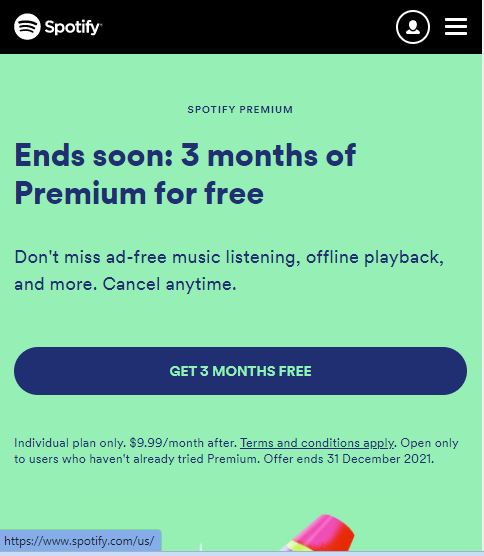 Spotify
SPOTIFY PREMIUM
Ends soon: 3 months of
Premium for free
Don't miss ad-free music listening, offline playback,
and more. Cancel anytime.
GET 3 MONTHS FREE
Individual plan only. $9.99/month after. Terms and conditions apply. Open only
to users who haven't already tried Premium. Offer ends 31 December 2021.
https://www.spotify.com/us/